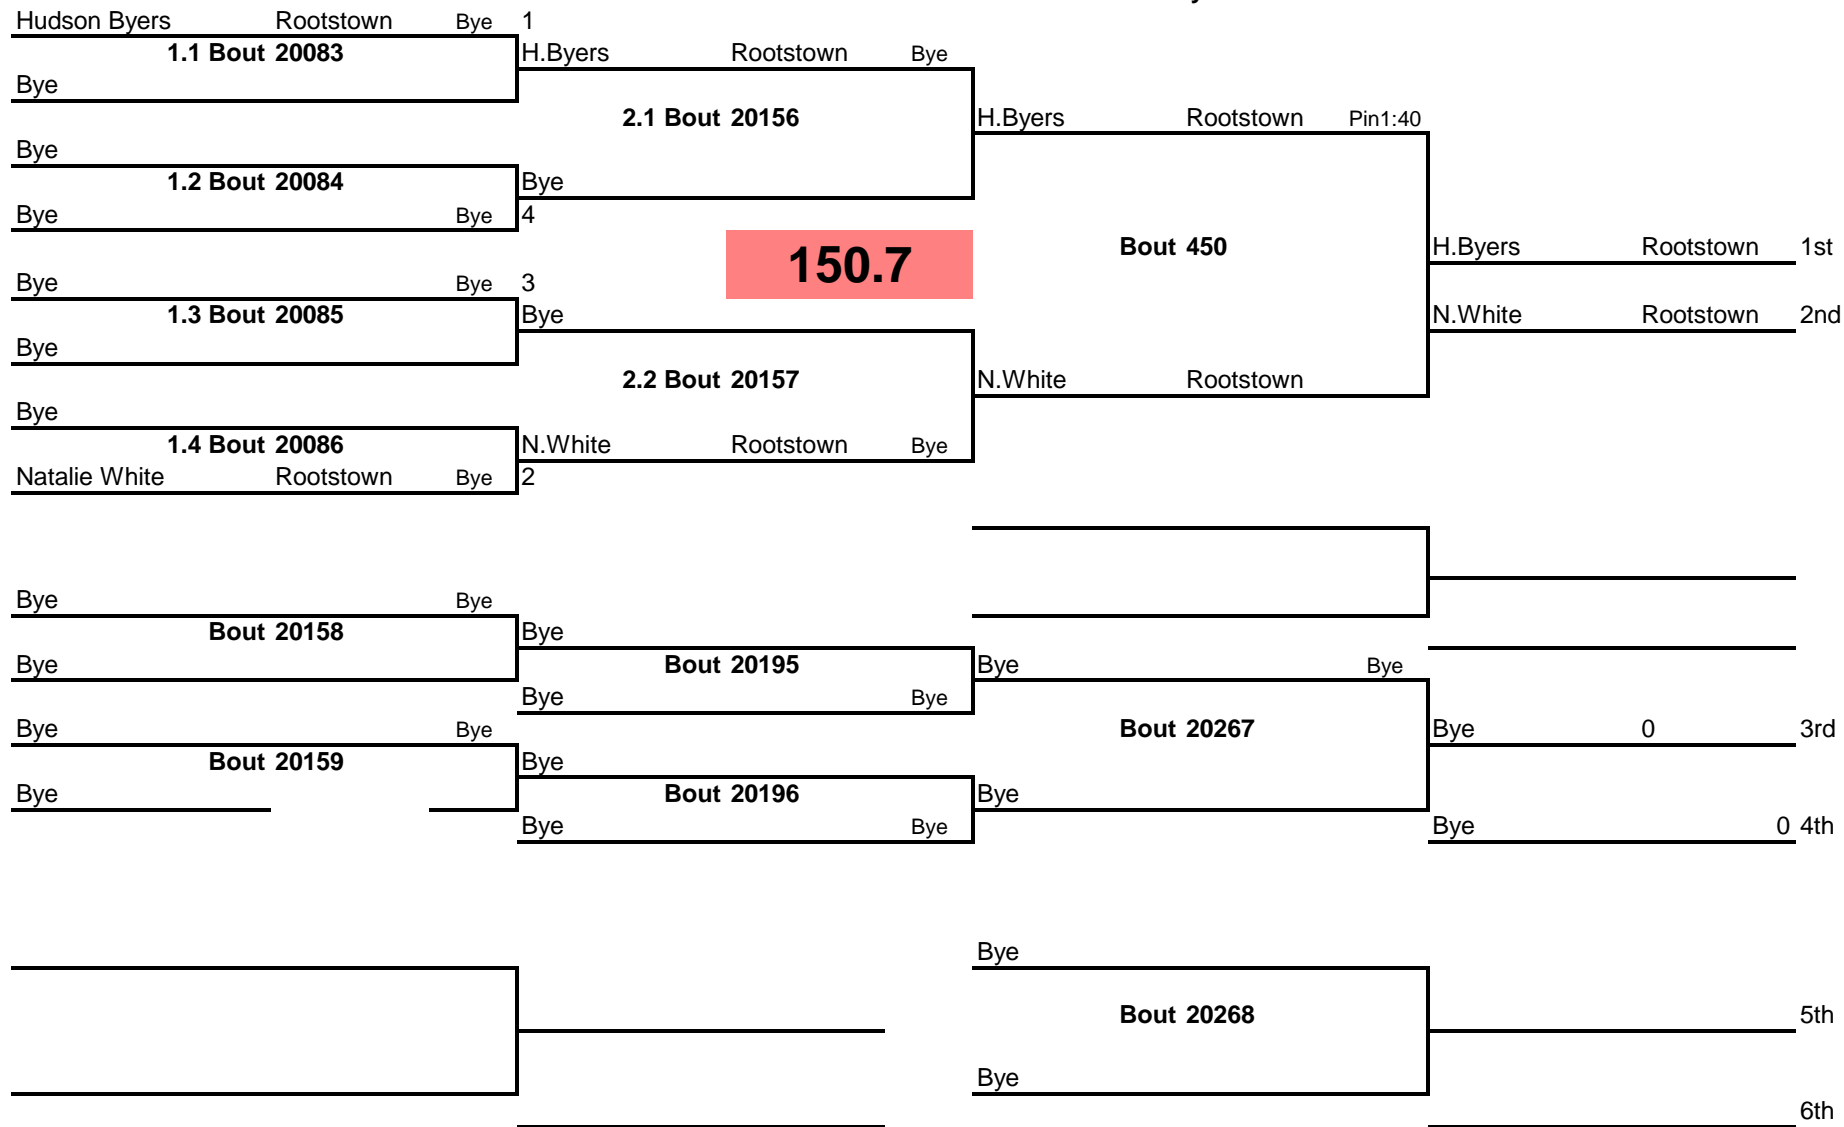 Hudson Byers Rootstown Bye 1
1.1 Bout 20083 H.Byers Rootstown Bye
Bye
2.1 Bout 20156 H.Byers Rootstown Pin1:40
Bye
1.2 Bout 20084 Bye
Bye Bye 4
150.7 Bout 450 H.Byers Rootstown 1st
Bye Bye 3
1.3 Bout 20085 Bye N.White Rootstown 2nd
Bye
2.2 Bout 20157 N.White Rootstown
Bye
1.4 Bout 20086 N.White Rootstown Bye
Natalie White Rootstown Bye 2
Bye Bye
Bout 20158 Bye
Bye Bout 20195 Bye Bye
Bye Bye
Bye Bye Bout 20267 Bye 0 3rd
Bout 20159 Bye
Bye Bout 20196 Bye
Bye Bye Bye 0 4th
Bye
Bout 20268 5th
Bye
6th